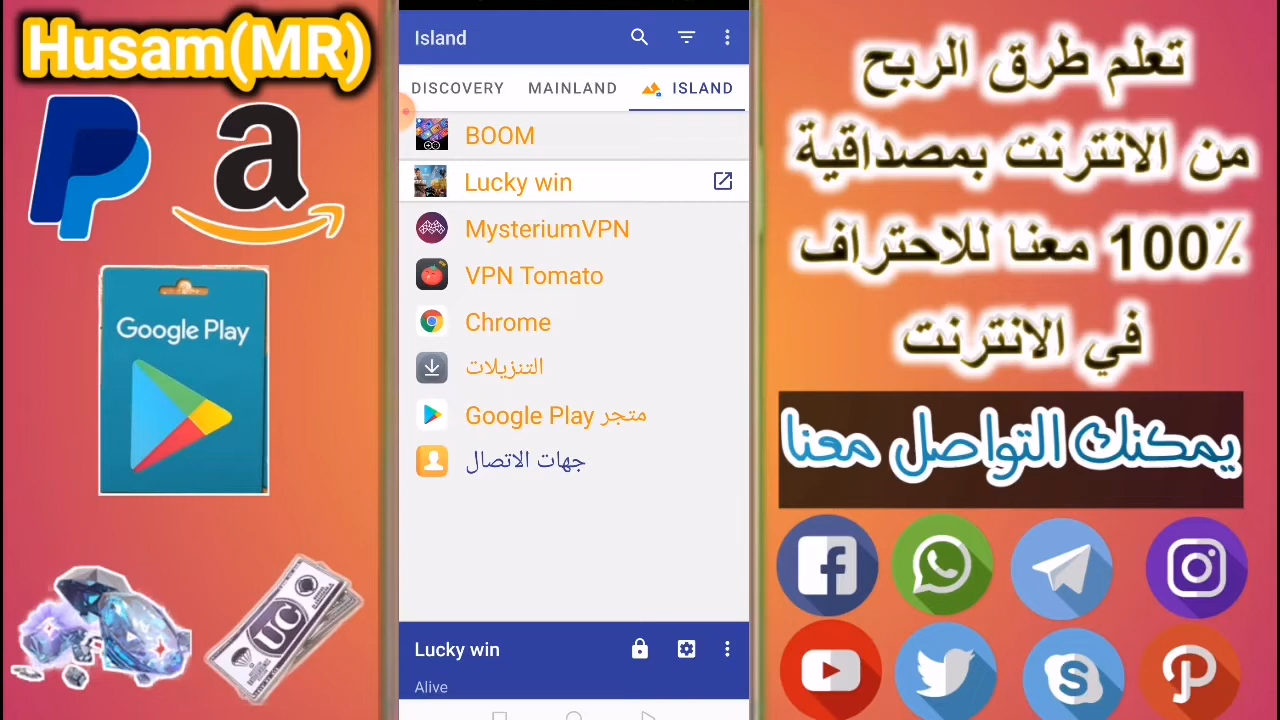 Husam(MR)
Google Play
UC
Island
DISCOVERY MAINLAND ISLAND
BOOM
Lucky win
MysteriumVPN
VPN Tomato
Chrome
التنزيلات
متجر Google Play
جهات الاتصال
Lucky win
Alive
تعلم طرق الربح
من الانترنت بمصداقية
100٪ معنا للاحتراف
في الانترنت
يمكنك التواصل معنا